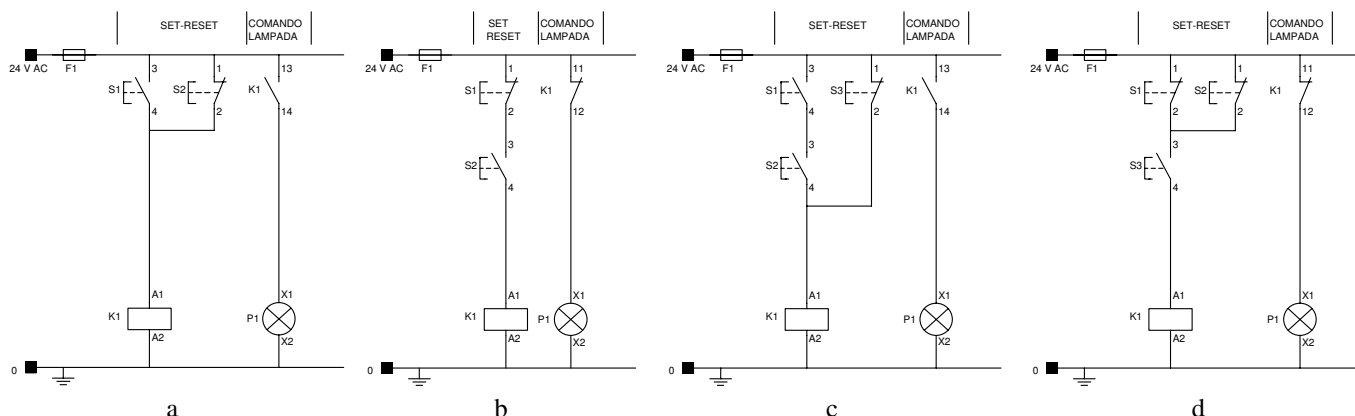 SET-RESET
COMANDO
LAMPADA
24 V AC
F1
3
1
13
S1
S2
K1
4
2
14
A1
X1
K1
P1
A2
X2
0
a
SET
RESET
COMANDO
LAMPADA
24 V AC
F1
1
11
S1
K1
2
12
3
S2
4
A1
X1
K1
P1
A2
X2
0
b
SET-RESET
COMANDO
LAMPADA
24 V AC
F1
3
1
13
S1
S3
K1
4
2
14
3
S2
4
A1
X1
K1
P1
A2
X2
0
c
SET-RESET
COMANDO
LAMPADA
24 V AC
F1
1
1
11
S1
S2
K1
2
2
12
3
S3
4
A1
X1
K1
P1
A2
X2
0
d